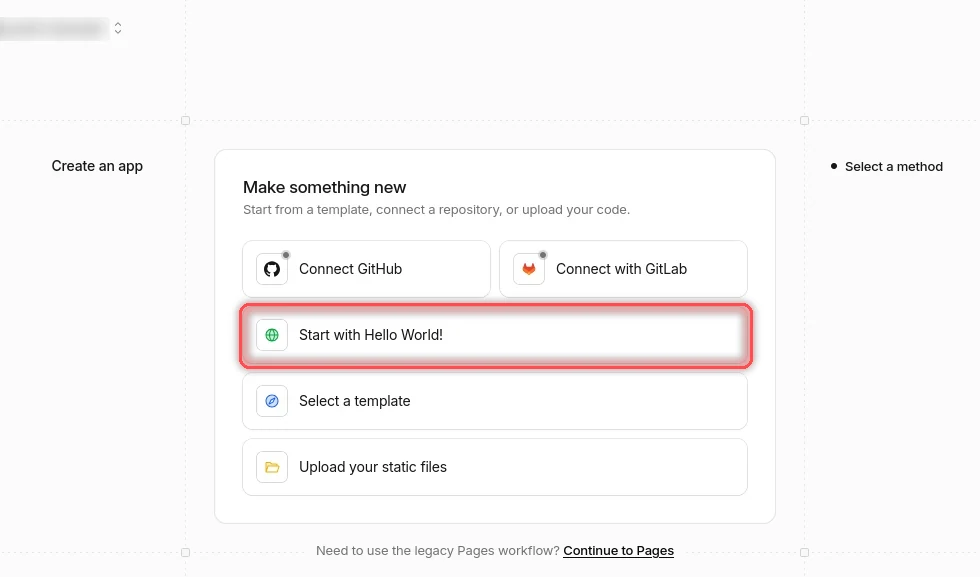 Create an app
Make something new
Start from a template, connect a repository, or upload your code.
Connect GitHub
Connect with GitLab
Start with Hello World!
Select a template
Upload your static files
Need to use the legacy Pages workflow? Continue to Pages
Select a method